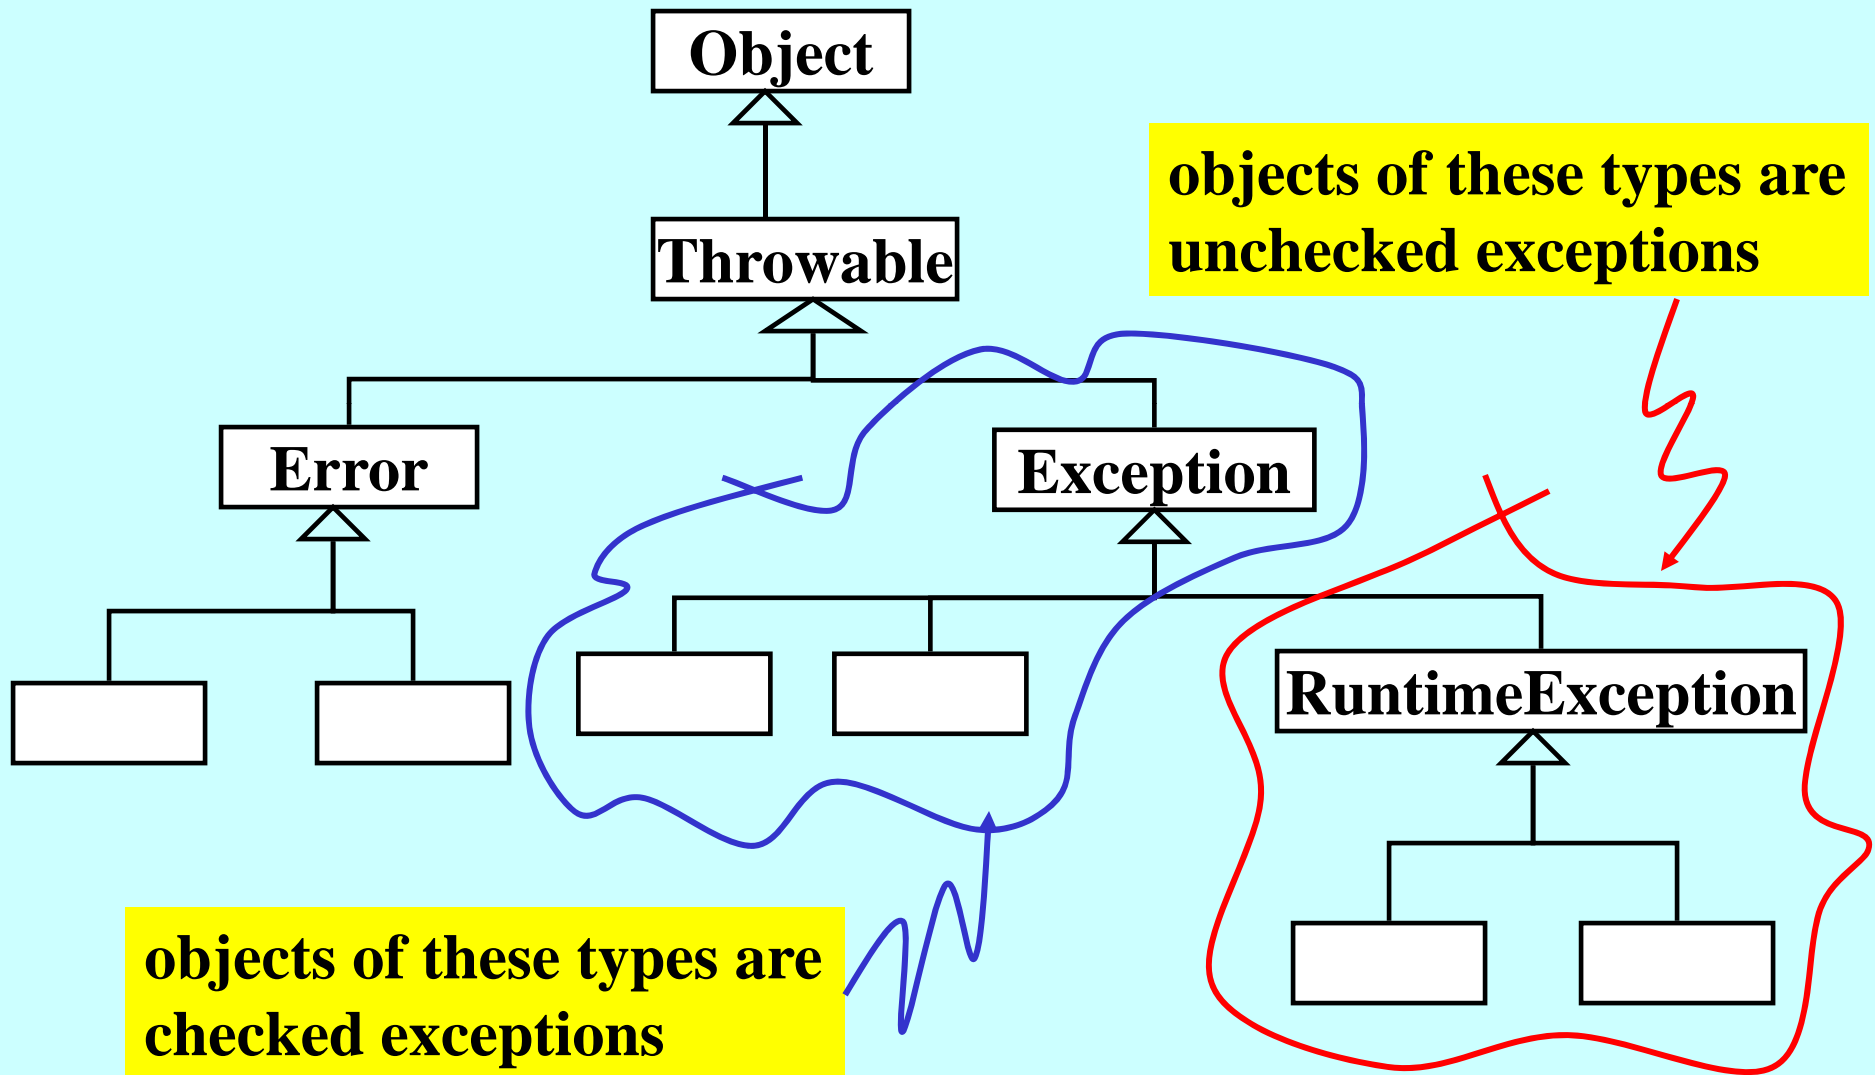 Object
objects of these types are
unchecked exceptions
Throwable
Error
Exception
RuntimeException
objects of these types are
checked exceptions